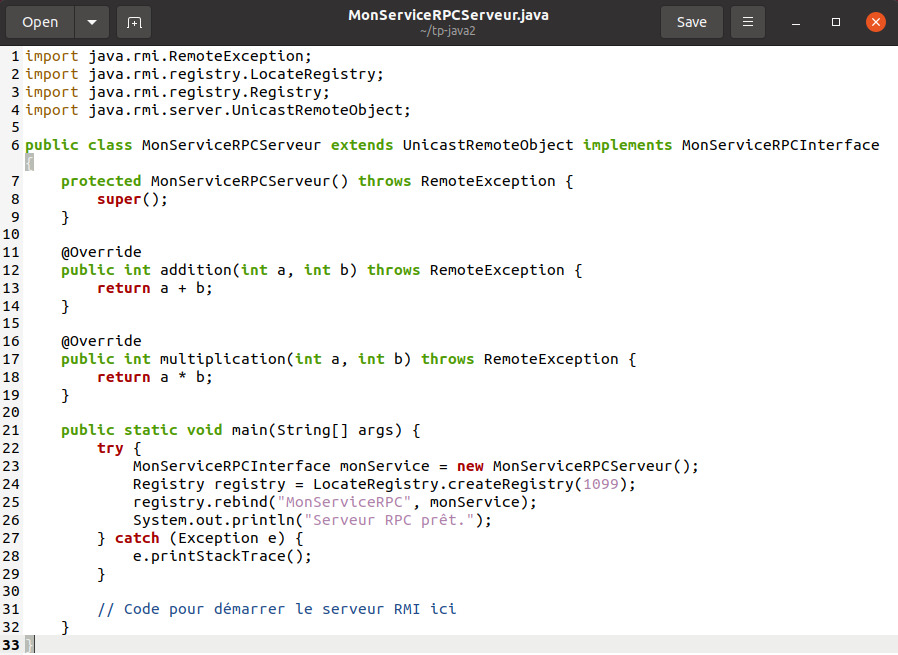 Open
MonServiceRPCServeur.java
~/tp-java2
Save
1 import java.rmi.RemoteException;
2 import java.rmi.registry.LocateRegistry;
3 import java.rmi.registry.Registry;
4 import java.rmi.server.UnicastRemoteObject;
5
6 public class MonServiceRPCServeur extends UnicastRemoteObject implements MonServiceRPCInterface
{
7     protected MonServiceRPCServeur() throws RemoteException {
8         super();
9     }
10
11     @Override
12     public int addition(int a, int b) throws RemoteException {
13         return a + b;
14     }
15
16     @Override
17     public int multiplication(int a, int b) throws RemoteException {
18         return a * b;
19     }
20
21     public static void main(String[] args) {
22         try {
23             MonServiceRPCInterface monService = new MonServiceRPCServeur();
24             Registry registry = LocateRegistry.createRegistry(1099);
25             registry.rebind("MonServiceRPC", monService);
26             System.out.println("Serveur RPC prêt.");
27         } catch (Exception e) {
28             e.printStackTrace();
29         }
30
31         // Code pour démarrer le serveur RMI ici
32     }
33 }